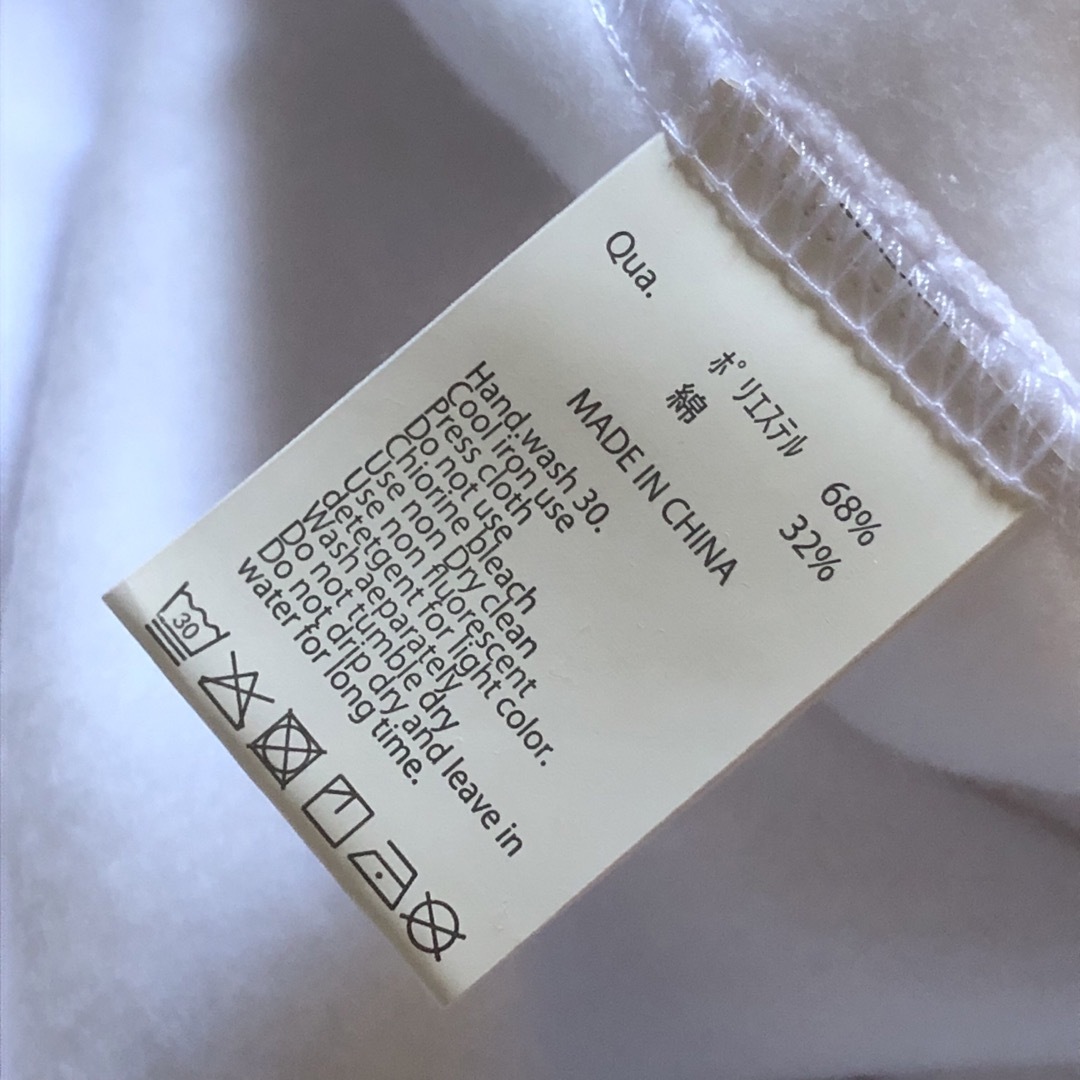 Qua.
ポリエステル 68%
綿 32%
MADE IN CHINA
Hand wash 30.
Cool iron use
Press cloth
Do not use
Chlorine bleach
Use non Dry clean
Use non fluorescent
detetgent for light color.
Wash aeparately
Do not tumble dry
Do not drip dry and leave in
water for long time.
30